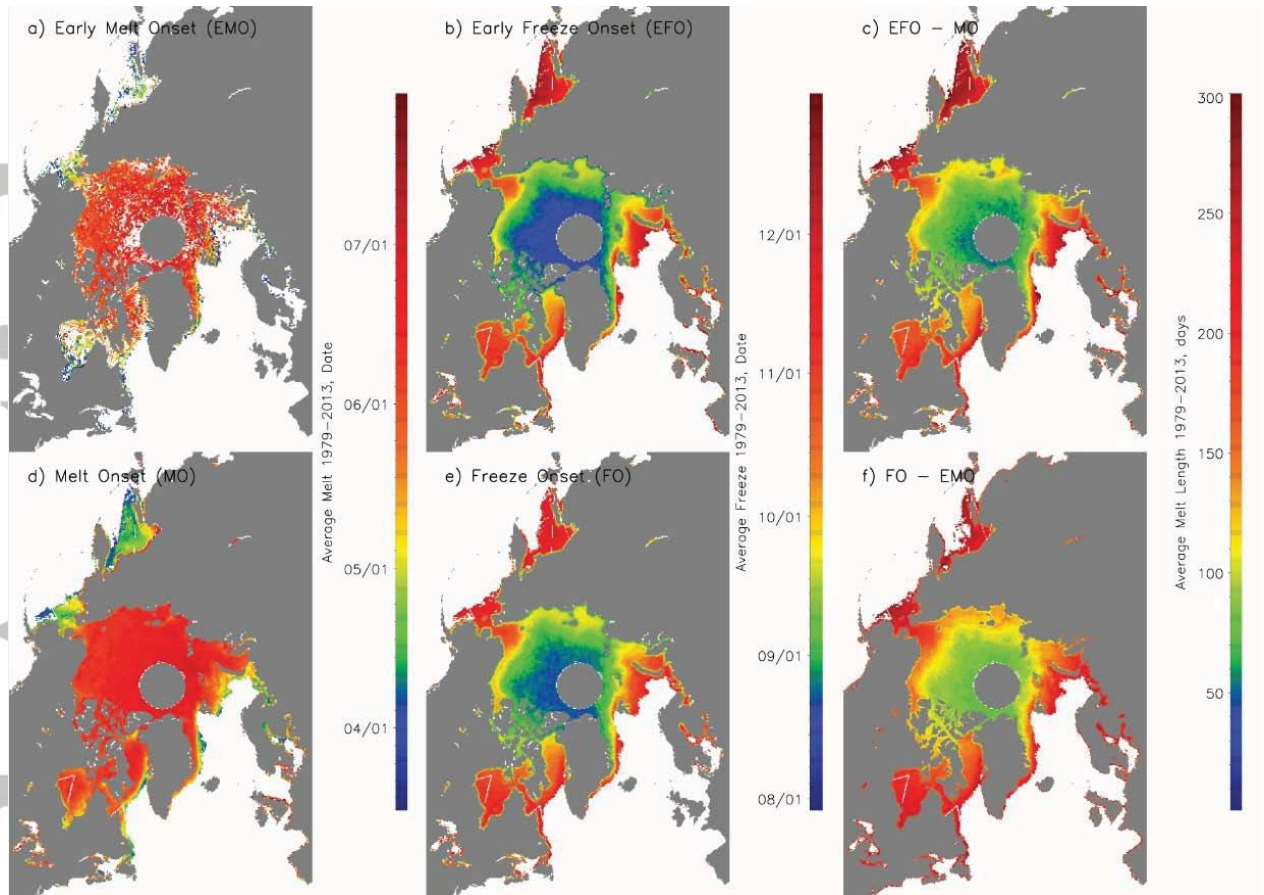 a) Early Melt Onset (EMO)
b) Early Freeze Onset (EFO)
c) EFO - MO
07/01
06/01
05/01
04/01
Average Melt 1979-2013, Date
12/01
11/01
10/01
09/01
08/01
Average Freeze 1979-2013, Date
300
250
200
150
100
50
Average Melt Length 1979-2013, days
d) Melt Onset (MO)
e) Freeze Onset (FO)
f) FO - EMO